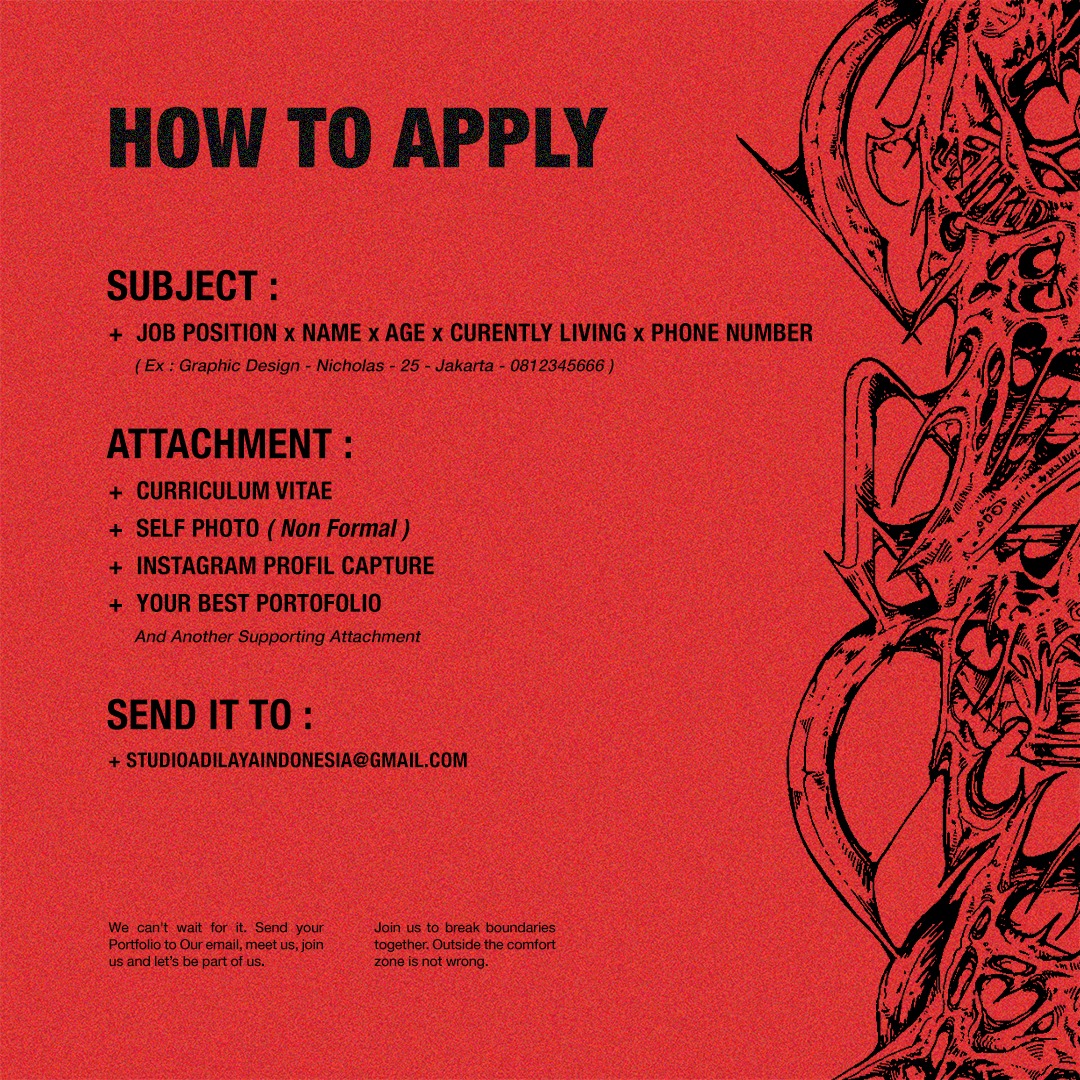 HOW TO APPLY
SUBJECT :
+ JOB POSITION x NAME x AGE x CURENTLY LIVING x PHONE NUMBER
( Ex : Graphic Design - Nicholas - 25 - Jakarta - 0812345666 )
ATTACHMENT :
+ CURRICULUM VITAE
+ SELF PHOTO ( Non Formal )
+ INSTAGRAM PROFIL CAPTURE
+ YOUR BEST PORTOFOLIO
And Another Supporting Attachment
SEND IT TO :
+ STUDIOADILAYAINDONESIA@GMAIL.COM
We can't wait for it. Send your
Portfolio to Our email, meet us, join
us and let's be part of us.
Join us to break boundaries
together. Outside the comfort
zone is not wrong.